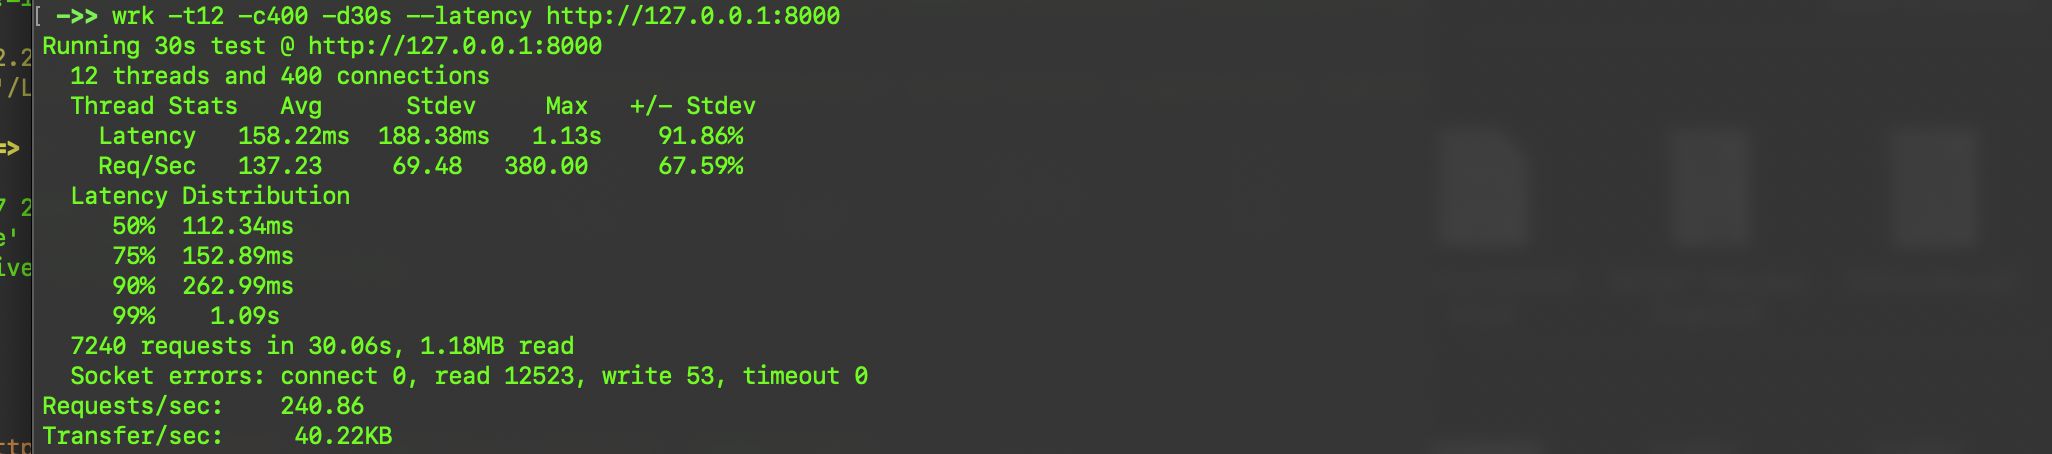 [ ->> wrk -t12 -c400 -d30s --latency http://127.0.0.1:8000
Running 30s test @ http://127.0.0.1:8000
12 threads and 400 connections
Thread Stats Avg Stdev Max +/- Stdev
Latency 158.22ms 188.38ms 1.13s 91.86%
Req/Sec 137.23 69.48 380.00 67.59%
Latency Distribution
50% 112.34ms
75% 152.89ms
90% 262.99ms
99% 1.09s
7240 requests in 30.06s, 1.18MB read
Socket errors: connect 0, read 12523, write 53, timeout 0
Requests/sec: 240.86
Transfer/sec: 40.22KB